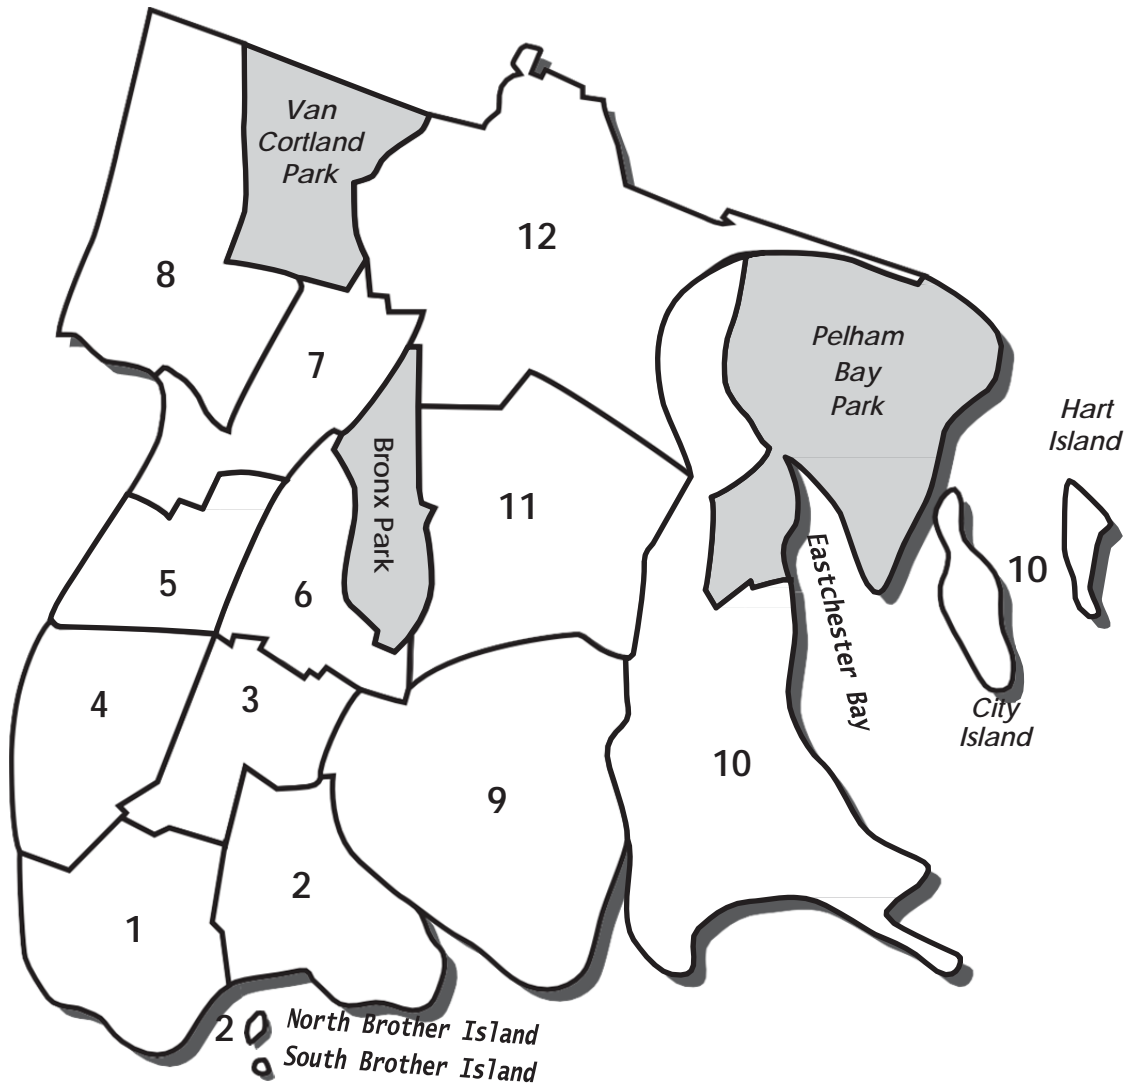 Van
Cortland
Park
12
8
Pelham
Bay
Park
7
Hart
Island
Bronx Park
11
10
5
6
Eastchester Bay
3
4
City
Island
10
9
2
1
2
North Brother Island
South Brother Island